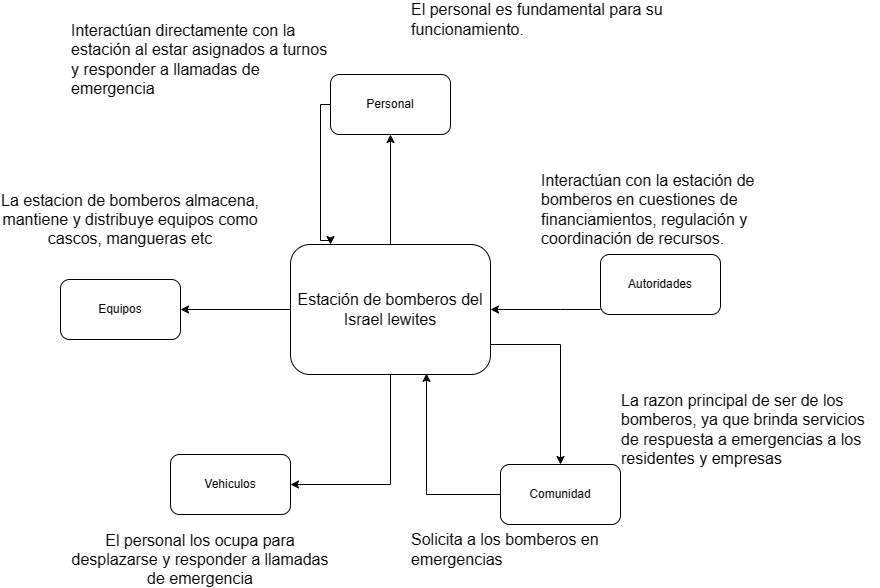 El personal es fundamental para su
funcionamiento.
Interactúan directamente con la
estación al estar asignados a turnos
y responder a llamadas de
emergencia
Personal
La estacion de bomberos almacena,
mantiene y distribuye equipos como
cascos, mangueras etc
Interactúan con la estación de
bomberos en cuestiones de
financiamientos, regulación y
coordinación de recursos.
Equipos
Estación de bomberos del
Israel lewites
Autoridades
La razon principal de ser de los
bomberos, ya que brinda servicios
de respuesta a emergencias a los
residentes y empresas
Vehiculos
Comunidad
El personal los ocupa para
desplazarse y responder a llamadas
de emergencia
Solicita a los bomberos en
emergencias